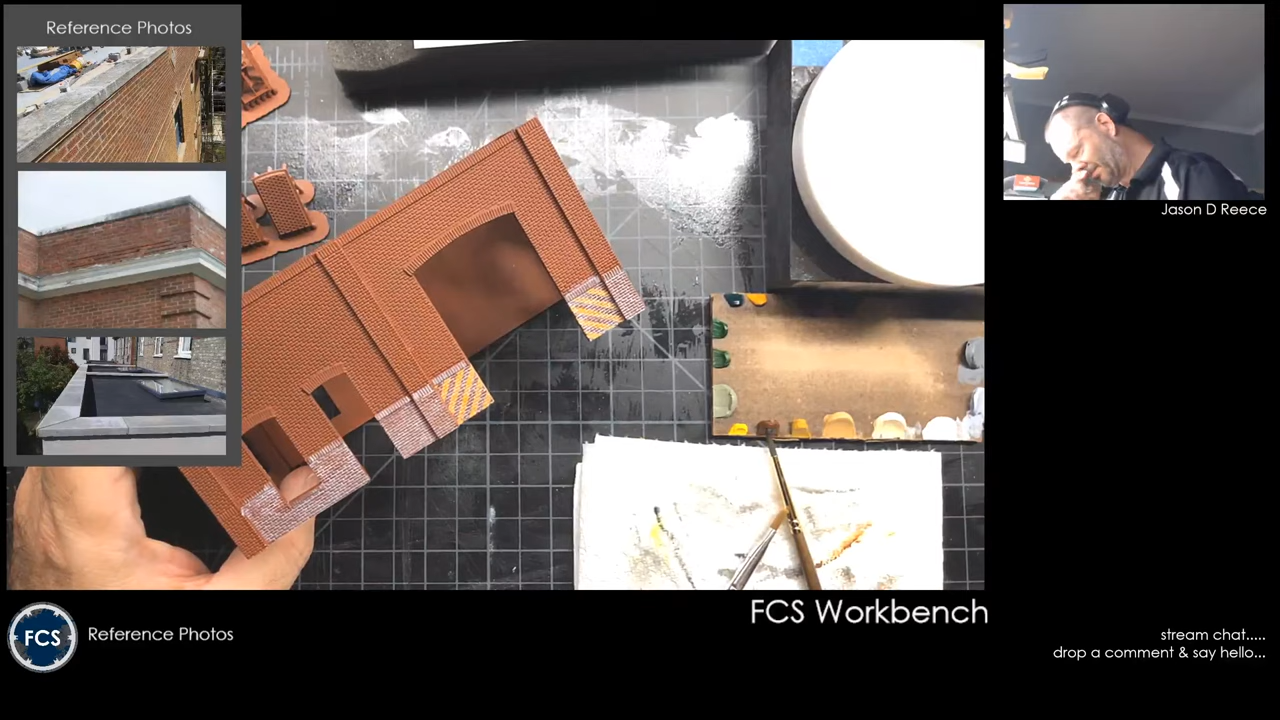 Reference Photos
Jason D Reece
FCS Workbench
FCS
Reference Photos
stream chat.....
drop a comment & say hello...